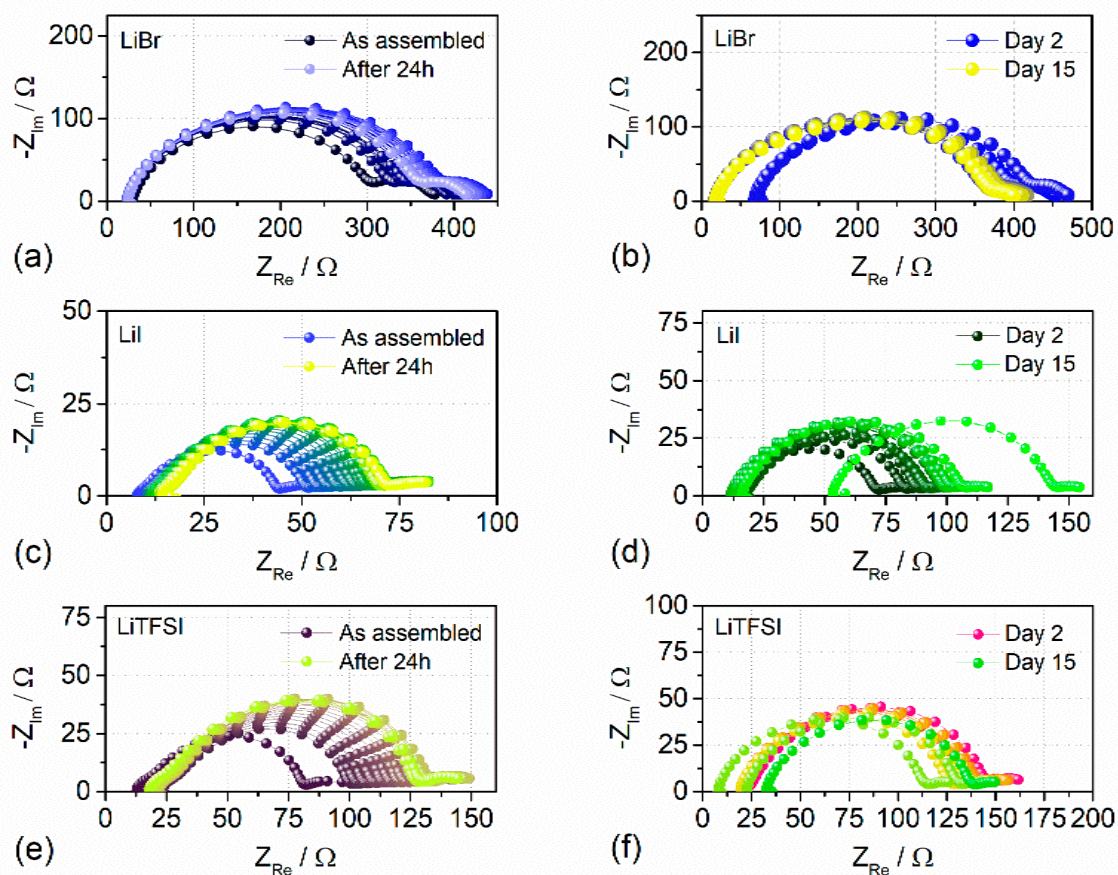 LiBr
As assembled
After 24h
200
100
0
0 100 200 300 400
-Z_Im / Ω
Z_Re / Ω
(a)
LiBr
Day 2
Day 15
200
100
0
0 100 200 300 400 500
-Z_Im / Ω
Z_Re / Ω
(b)
LiI
As assembled
After 24h
50
25
0
0 25 50 75 100
-Z_Im / Ω
Z_Re / Ω
(c)
LiI
Day 2
Day 15
75
50
25
0
0 25 50 75 100 125 150
-Z_Im / Ω
Z_Re / Ω
(d)
LiTFSI
As assembled
After 24h
75
50
25
0
0 25 50 75 100 125 150
-Z_Im / Ω
Z_Re / Ω
(e)
LiTFSI
Day 2
Day 15
100
75
50
25
0
0 25 50 75 100 125 150 175 200
-Z_Im / Ω
Z_Re / Ω
(f)